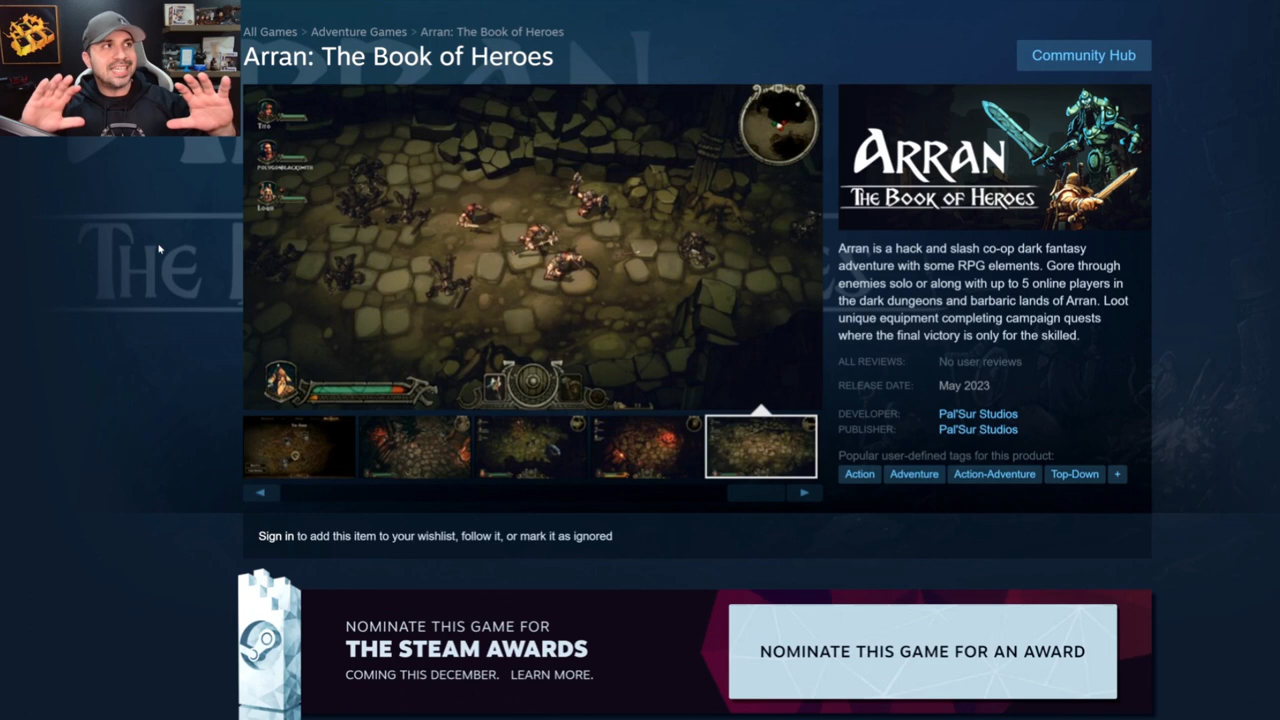 All Games > Adventure Games > Arran: The Book of Heroes
Arran: The Book of Heroes
Community Hub
POLYGONBLACKSMITH
ARRAN
THE BOOK OF HEROES
Arran is a hack and slash co-op dark fantasy
adventure with some RPG elements. Gore through
enemies solo or along with up to 5 online players in
the dark dungeons and barbaric lands of Arran. Loot
unique equipment completing campaign quests
where the final victory is only for the skilled.
ALL REVIEWS: No user reviews
RELEASE DATE: May 2023
DEVELOPER: Pal'Sur Studios
PUBLISHER: Pal'Sur Studios
Popular user-defined tags for this product:
Action Adventure Action-Adventure Top-Down +
THE
Sign in to add this item to your wishlist, follow it, or mark it as ignored
NOMINATE THIS GAME FOR
THE STEAM AWARDS
COMING THIS DECEMBER. LEARN MORE.
NOMINATE THIS GAME FOR AN AWARD